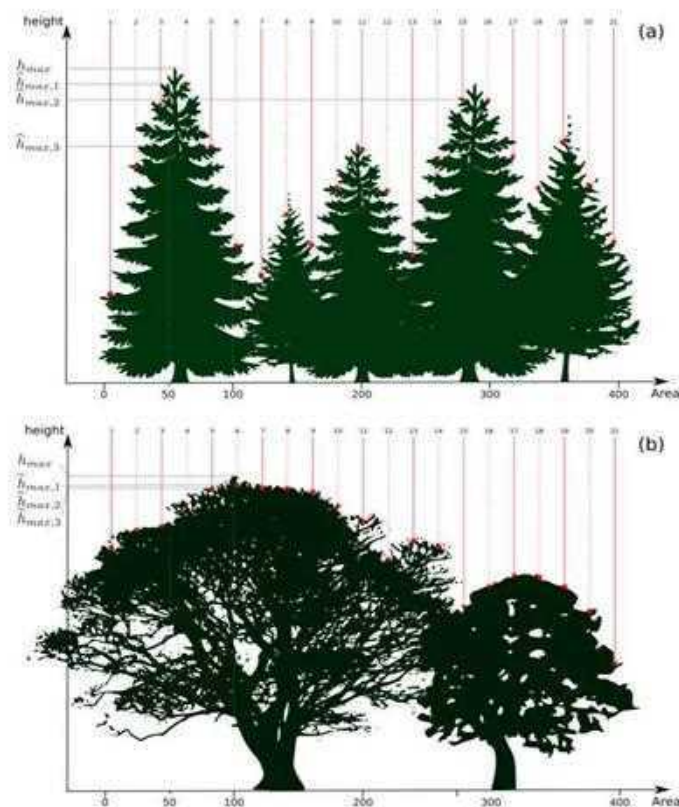 height
1 2 3 4 5 6 7 8 9 10 11 12 13 14 15 16 17 18 19 20 21
(a)
h_max
ĥ_max,1
ĥ_max,2
ĥ_max,3
0 50 100 200 300 400 Area
height
1 2 3 4 5 6 7 8 9 10 11 12 13 14 15 16 17 18 19 20 21
(b)
h_max
ĥ_max,1
ĥ_max,2
ĥ_max,3
0 50 100 200 300 400 Area